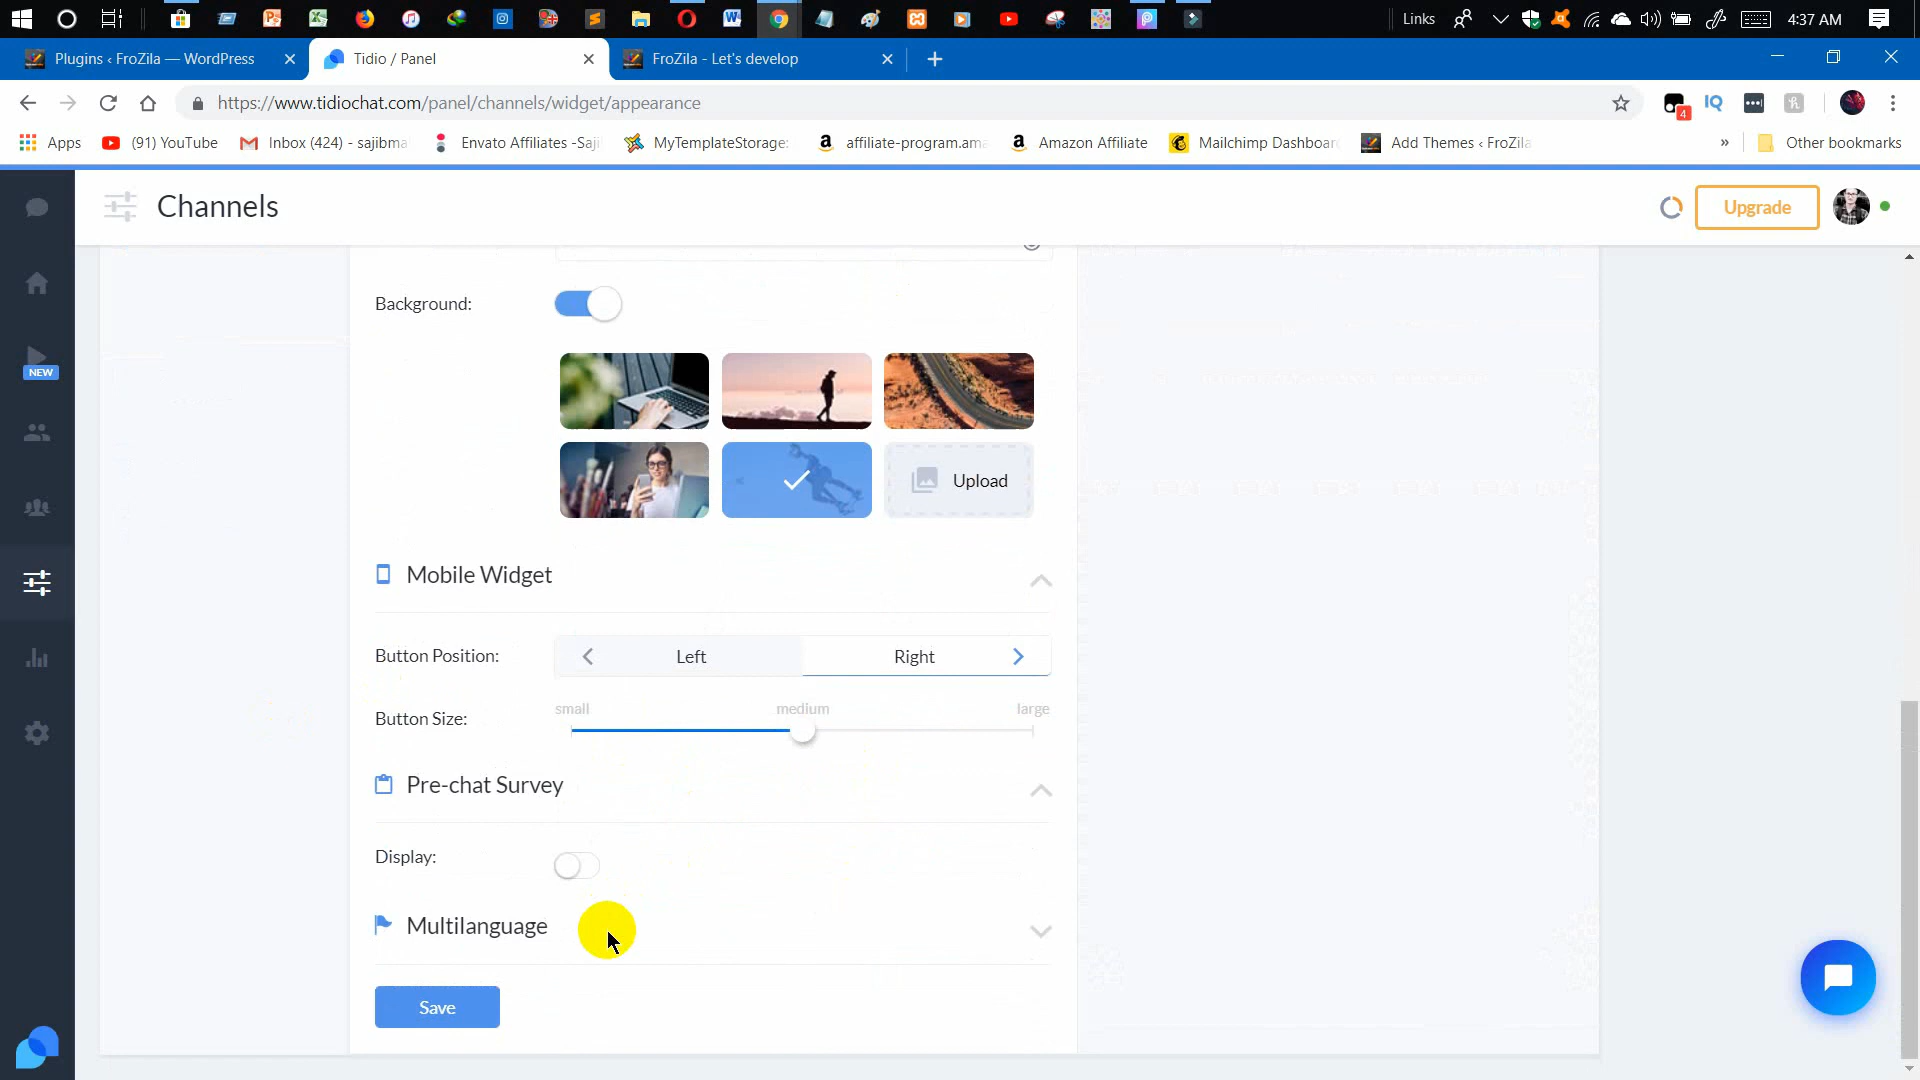 Links
4:37 AM
Plugins ‹ FroZila — WordPress
Tidio / Panel
FroZila - Let's develop
https://www.tidiochat.com/panel/channels/widget/appearance
4
IQ
Apps
(91) YouTube
Inbox (424) - sajibma
Envato Affiliates -Saji
MyTemplateStorage:
affiliate-program.ama
Amazon Affiliate
Mailchimp Dashboar
Add Themes ‹ FroZila
»
Other bookmarks
Channels
Upgrade
NEW
Background:
Upload
Mobile Widget
Button Position:
Left
Right
Button Size:
small
medium
large
Pre-chat Survey
Display:
Multilanguage
Save